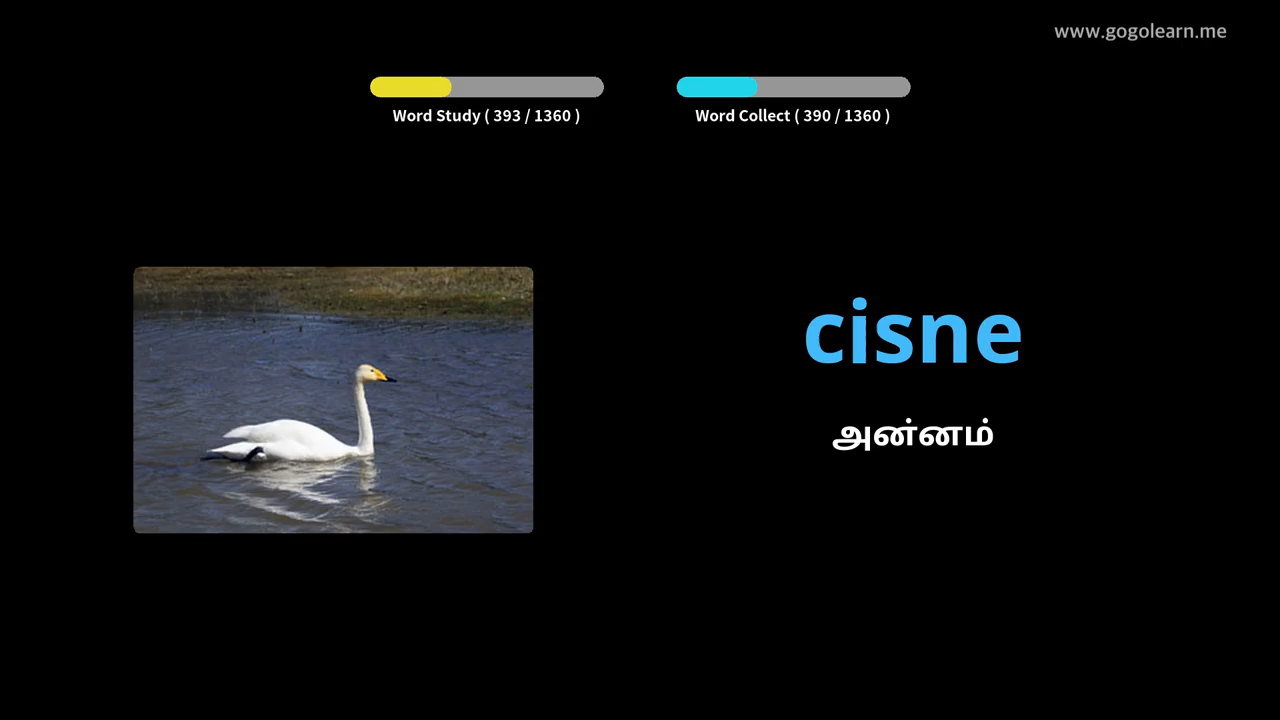 www.gogolearn.me
Word Study ( 393 / 1360 )
Word Collect ( 390 / 1360 )
cisne
அன்னம்